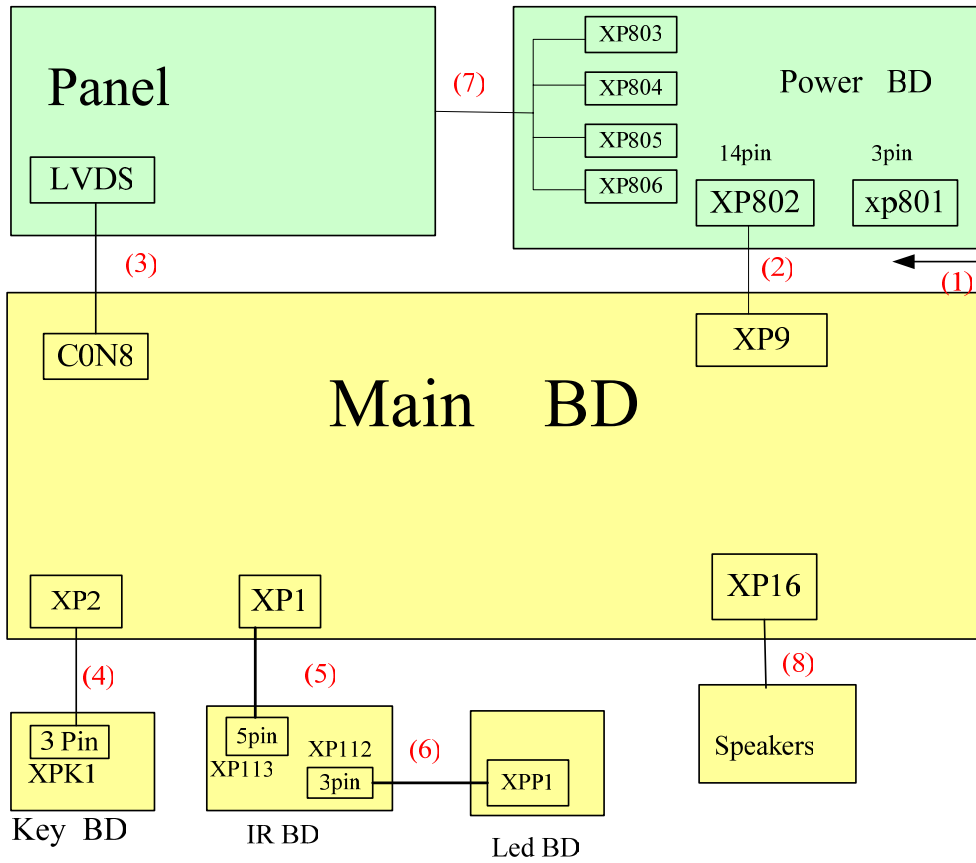 XP803
Panel
(7)
XP804
Power BD
XP805
14pin
3pin
LVDS
XP806
XP802
xp801
(3)
(2)
(1)
C0N8
XP9
Main BD
XP2
XP1
XP16
(4)
(5)
(8)
3 Pin
XPK1
5pin
XP113
XP112
3pin
(6)
XPP1
Speakers
Key BD
IR BD
Led BD